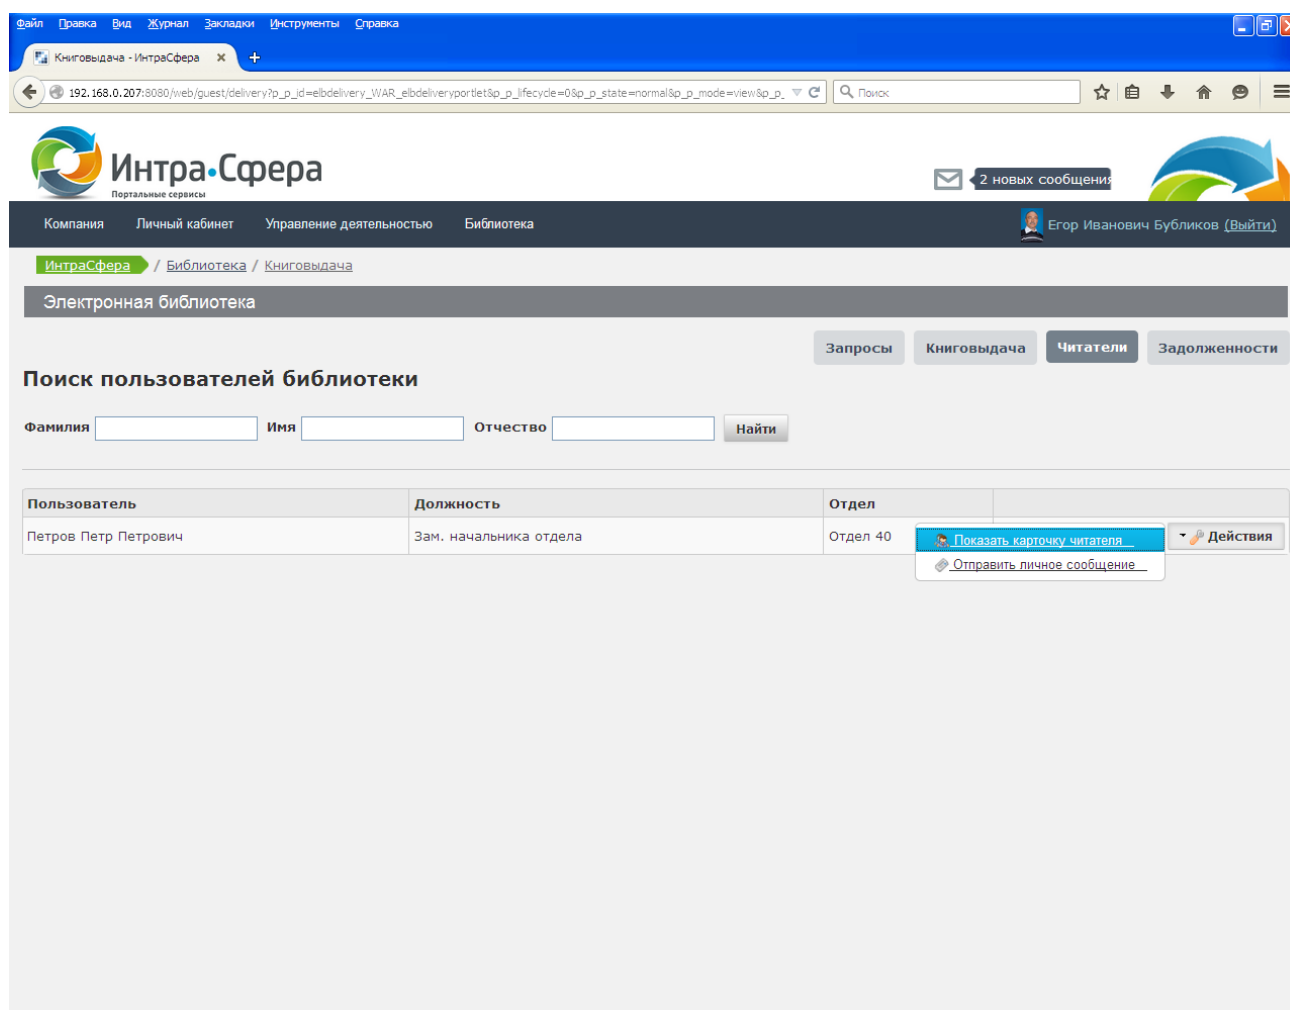 Файл Правка Вид Журнал Закладки Инструменты Справка
Книговыдача - ИнтраСфера
192.168.0.207:8080/web/guest/delivery?p_p_id=elbdelivery_WAR_elbdeliveryportlet&p_p_lifecycle=0&p_p_state=normal&p_p_mode=view&p_p_ Поиск
Интра•Сфера
Портальные сервисы
2 новых сообщения
Компания Личный кабинет Управление деятельностью Библиотека Егор Иванович Бубликов (Выйти)
ИнтраСфера / Библиотека / Книговыдача
Электронная библиотека
Запросы Книговыдача Читатели Задолженности
Поиск пользователей библиотеки
Фамилия Имя Отчество Найти
Пользователь Должность Отдел
Петров Петр Петрович Зам. начальника отдела Отдел 40 Показать карточку читателя Действия
Отправить личное сообщение